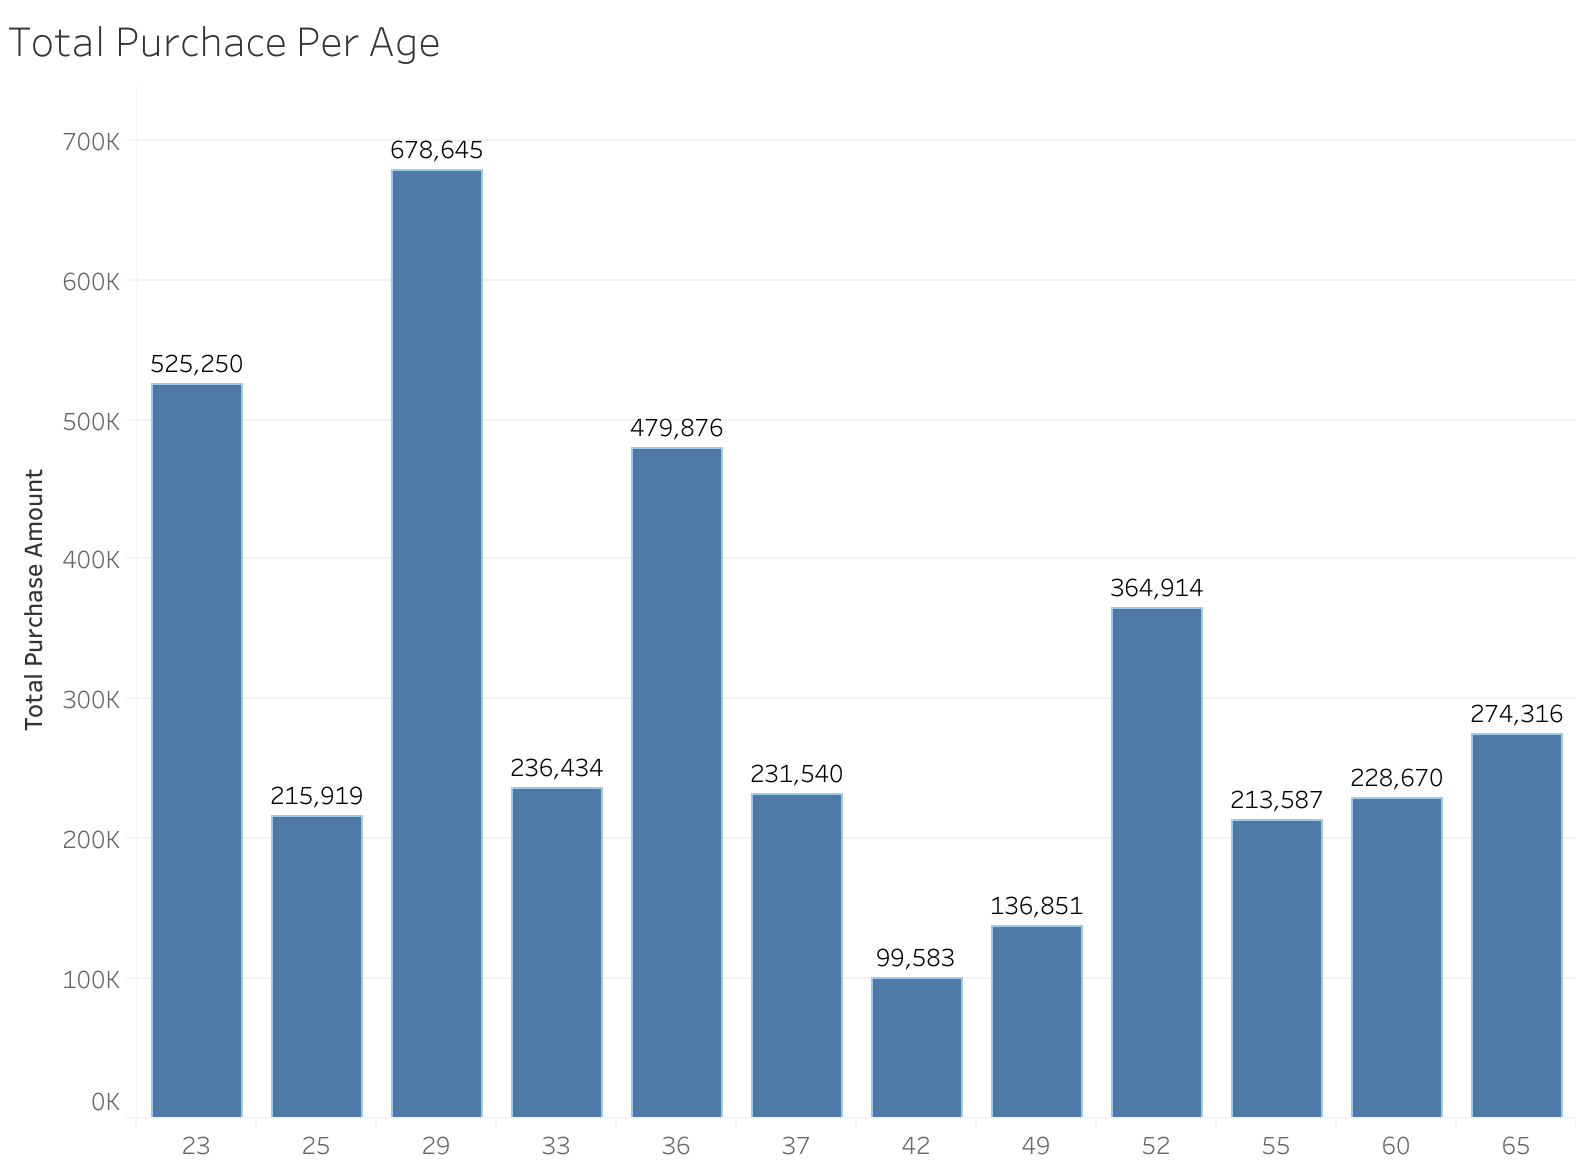 Total Purchace Per Age
Total Purchase Amount
700K
600K
500K
400K
300K
200K
100K
0K
525,250
215,919
678,645
236,434
479,876
231,540
99,583
136,851
364,914
213,587
228,670
274,316
23 25 29 33 36 37 42 49 52 55 60 65